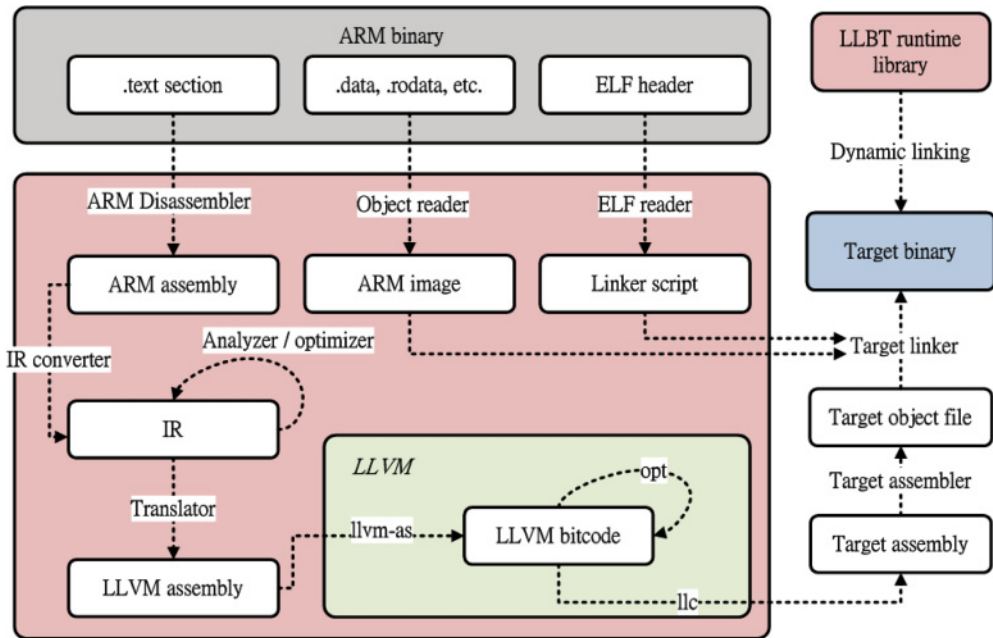 ARM binary
LLBT runtime
library
.text section
.data, .rodata, etc.
ELF header
Dynamic linking
ARM Disassembler
Object reader
ELF reader
Target binary
ARM assembly
ARM image
Linker script
Analyzer / optimizer
IR converter
Target linker
IR
Target object file
LLVM
opt
Target assembler
Translator
llvm-as
LLVM bitcode
Target assembly
LLVM assembly
llc